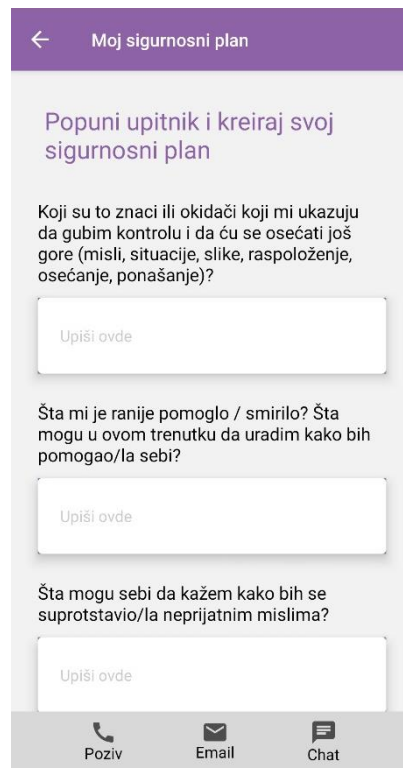 Moj sigurnosni plan
Popuni upitnik i kreiraj svoj
sigurnosni plan
Koji su to znaci ili okidači koji mi ukazuju
da gubim kontrolu i da ću se osećati još
gore (misli, situacije, slike, raspoloženje,
osećanje, ponašanje)?
Upiši ovde
Šta mi je ranije pomoglo / smirilo? Šta
mogu u ovom trenutku da uradim kako bih
pomogao/la sebi?
Upiši ovde
Šta mogu sebi da kažem kako bih se
suprotstavio/la neprijatnim mislima?
Upiši ovde
Poziv Email Chat